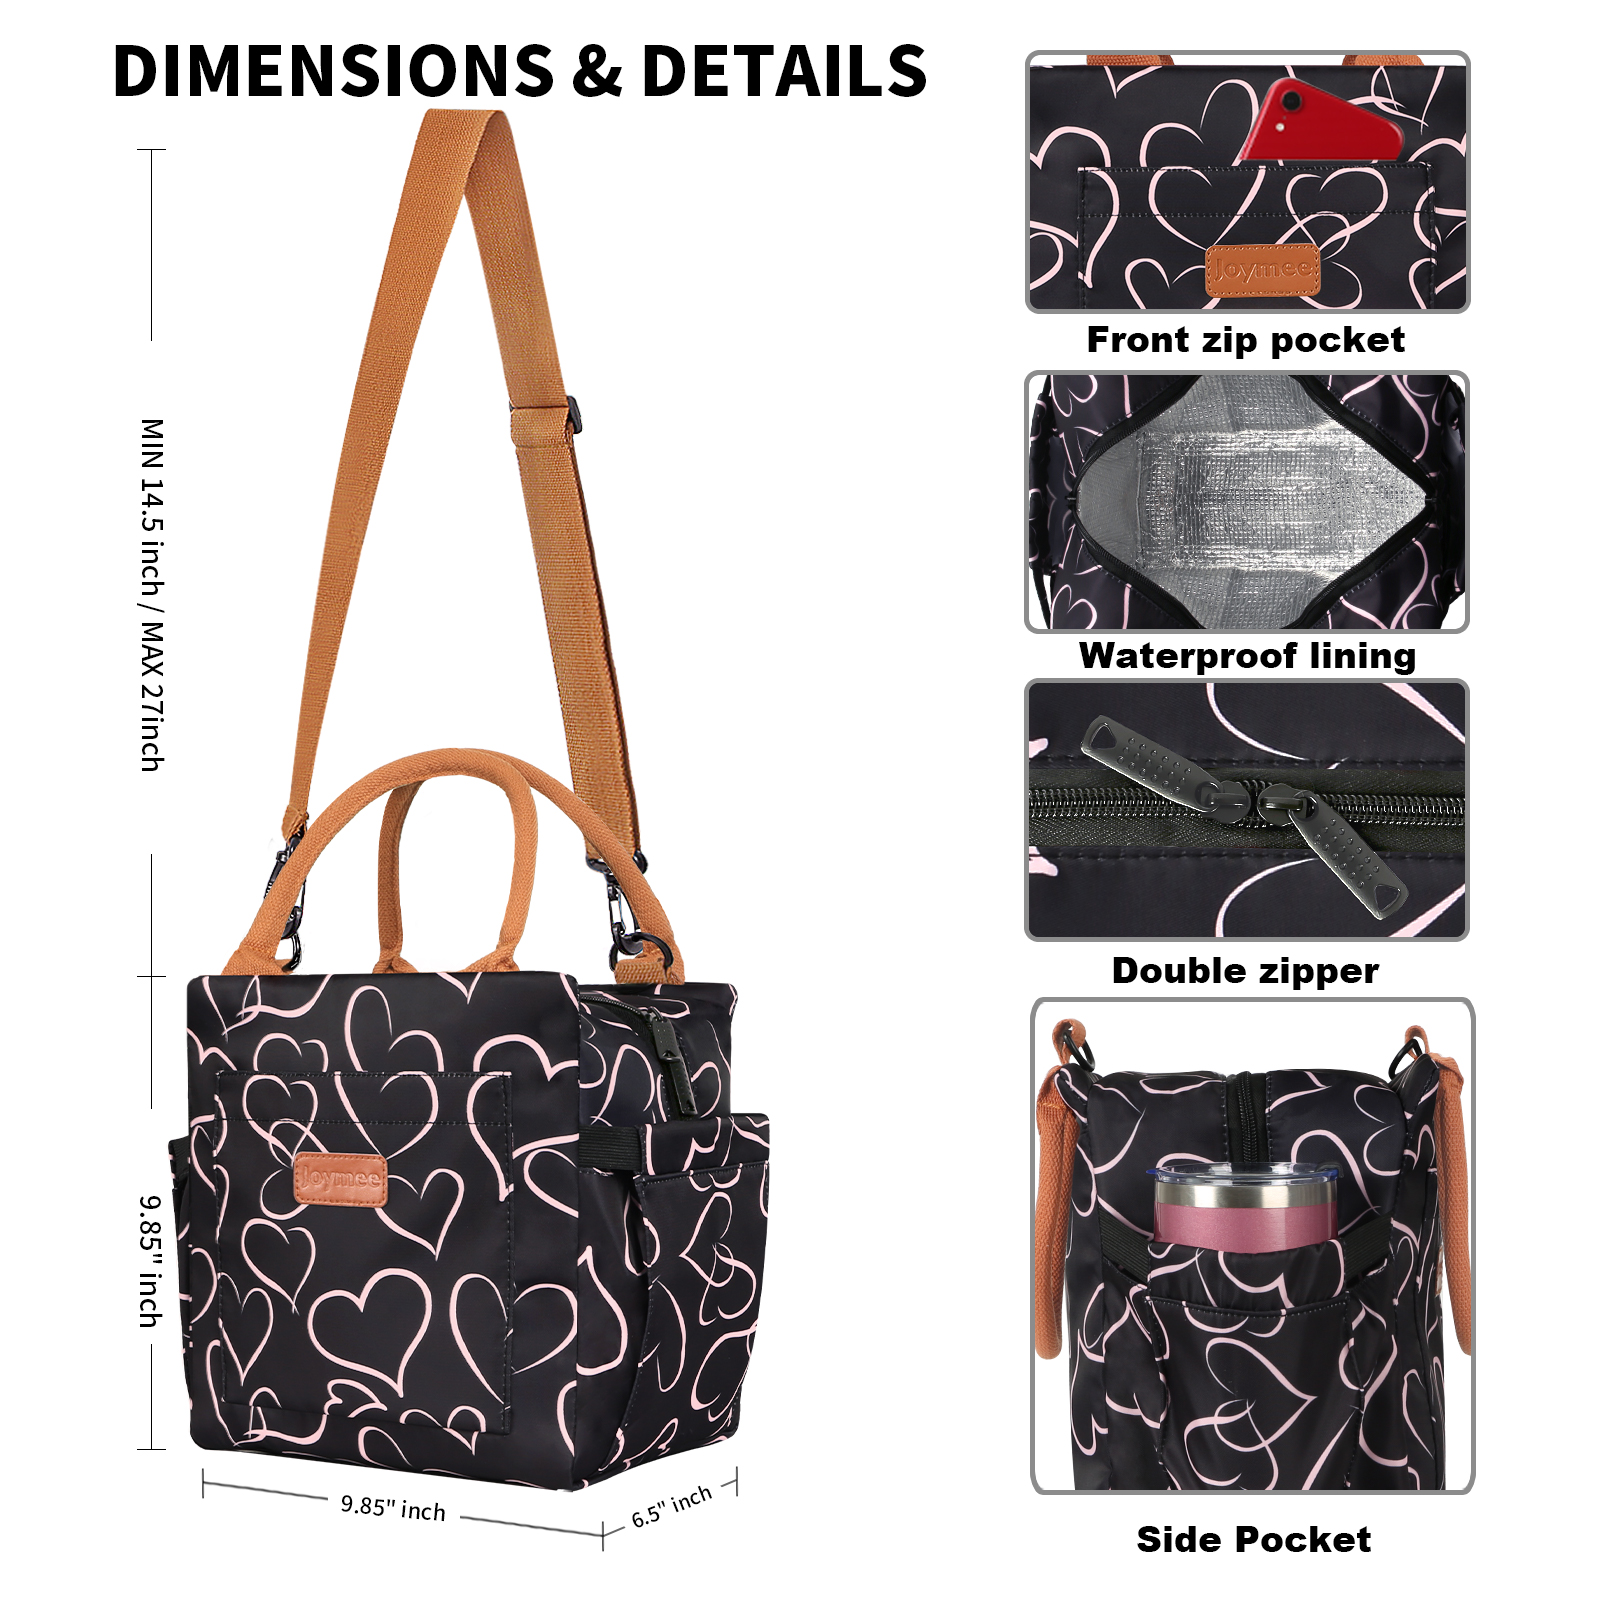 DIMENSIONS & DETAILS
MIN 14.5 inch / MAX 27inch
9.85" inch
9.85" inch
6.5" inch
Joymee
Joymee
Front zip pocket
Waterproof lining
Double zipper
Side Pocket